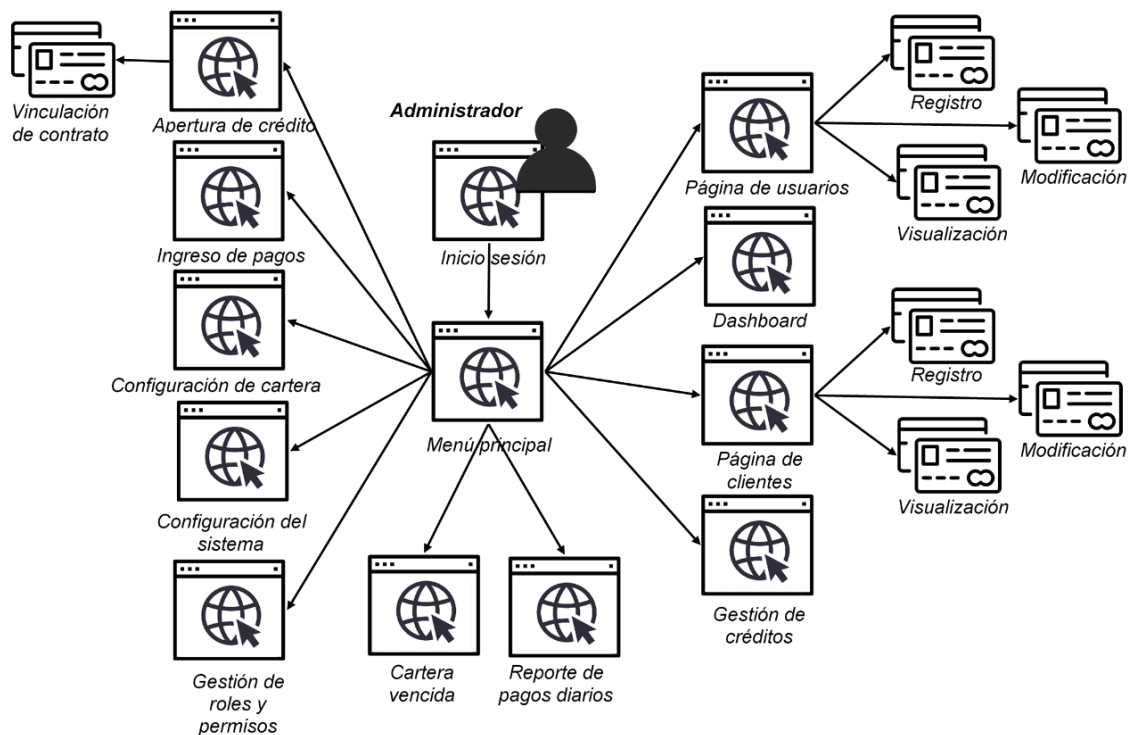 Vinculación
de contrato
Apertura de crédito
Administrador
Registro
Modificación
Página de usuarios
Visualización
Ingreso de pagos
Inicio sesión
Dashboard
Configuración de cartera
Registro
Menú principal
Página de
clientes
Modificación
Visualización
Configuración del
sistema
Gestión de
créditos
Gestión de
roles y
permisos
Cartera
vencida
Reporte de
pagos diarios